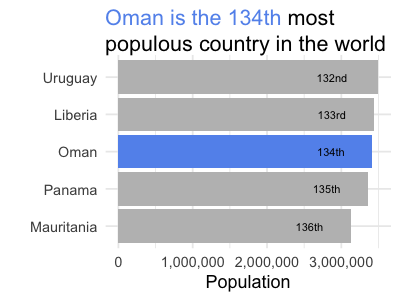 Oman is the 134th most
populous country in the world
Uruguay 132nd
Liberia 133rd
Oman 134th
Panama 135th
Mauritania 136th
0 1,000,000 2,000,000 3,000,000
Population